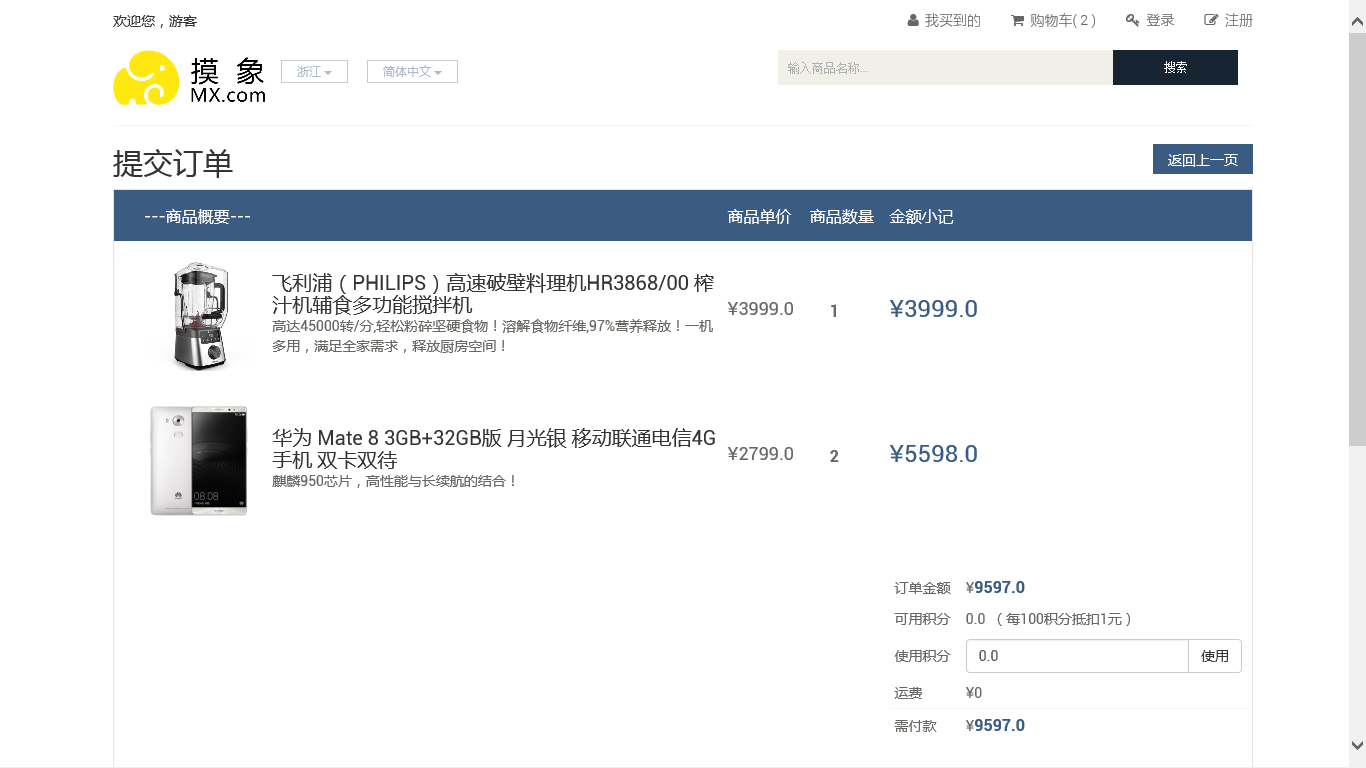 欢迎您，游客
我买到的
购物车( 2 )
登录
注册
摸 象
MX.com
浙江
简体中文
输入商品名称...
搜索
提交订单
返回上一页
---商品概要---
商品单价
商品数量
金额小记
飞利浦（PHILIPS）高速破壁料理机HR3868/00 榨
汁机辅食多功能搅拌机
高达45000转/分,轻松粉碎坚硬食物！溶解食物纤维,97%营养释放！一机
多用，满足全家需求，释放厨房空间！
¥3999.0
1
¥3999.0
华为 Mate 8 3GB+32GB版 月光银 移动联通电信4G
手机 双卡双待
麒麟950芯片，高性能与长续航的结合！
¥2799.0
2
¥5598.0
08:08
订单金额 ¥9597.0
可用积分 0.0 （每100积分抵扣1元）
使用积分 0.0 使用
运费 ¥0
需付款 ¥9597.0